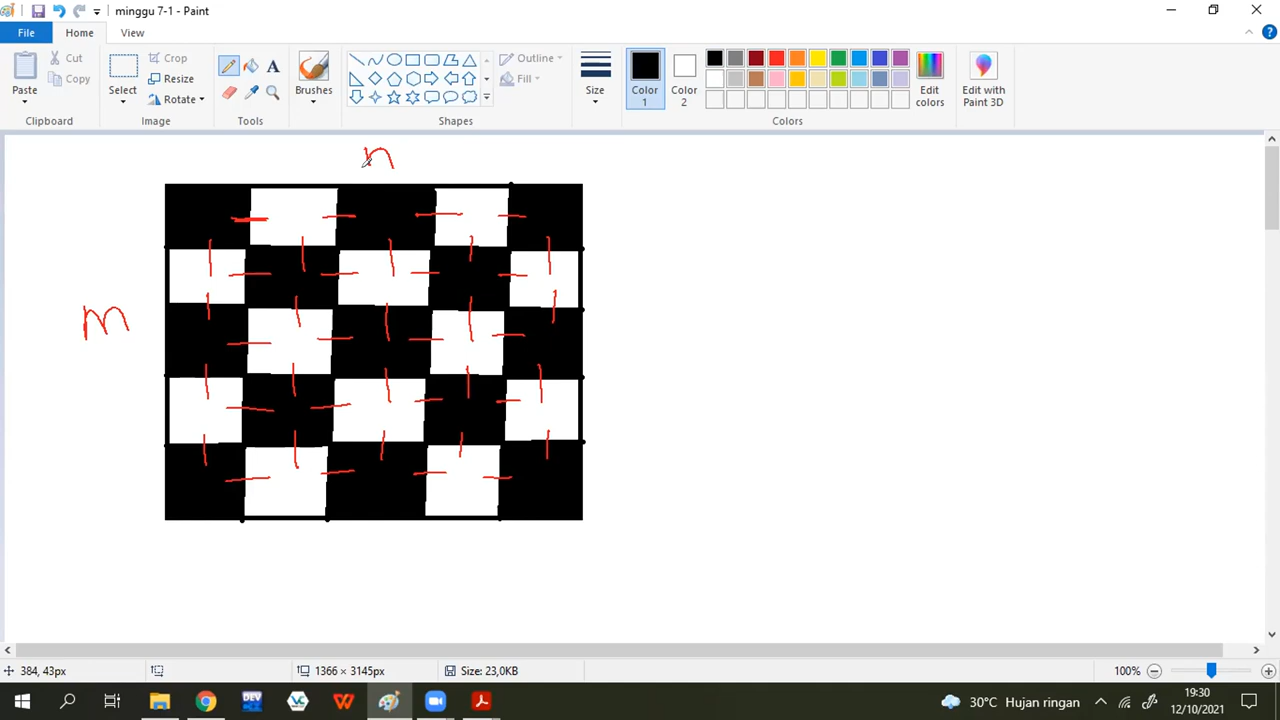 minggu 7-1 - Paint
File Home View
Paste
Cut
Copy
Clipboard
Select
Crop
Resize
Rotate
Image
A
Tools
Brushes
Outline
Fill
Shapes
Size
Color 1
Color 2
Edit colors
Colors
Edit with Paint 3D
n
m
384, 43px
1366 × 3145px
Size: 23,0KB
100%
DEV
VC
W
30°C Hujan ringan
19:30
12/10/2021